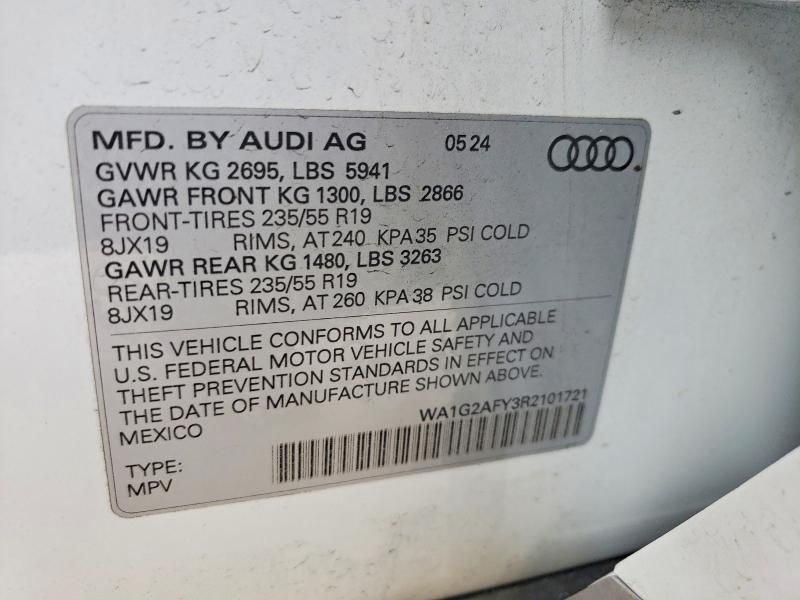 MFD. BY AUDI AG 05 24
GVWR KG 2695, LBS 5941
GAWR FRONT KG 1300, LBS 2866
FRONT-TIRES 235/55 R19
8JX19 RIMS, AT 240 KPA 35 PSI COLD
GAWR REAR KG 1480, LBS 3263
REAR-TIRES 235/55 R19
8JX19 RIMS, AT 260 KPA 38 PSI COLD
THIS VEHICLE CONFORMS TO ALL APPLICABLE
U.S. FEDERAL MOTOR VEHICLE SAFETY AND
THEFT PREVENTION STANDARDS IN EFFECT ON
THE DATE OF MANUFACTURE SHOWN ABOVE.
MEXICO WA1G2AFY3R2101721
TYPE:
MPV